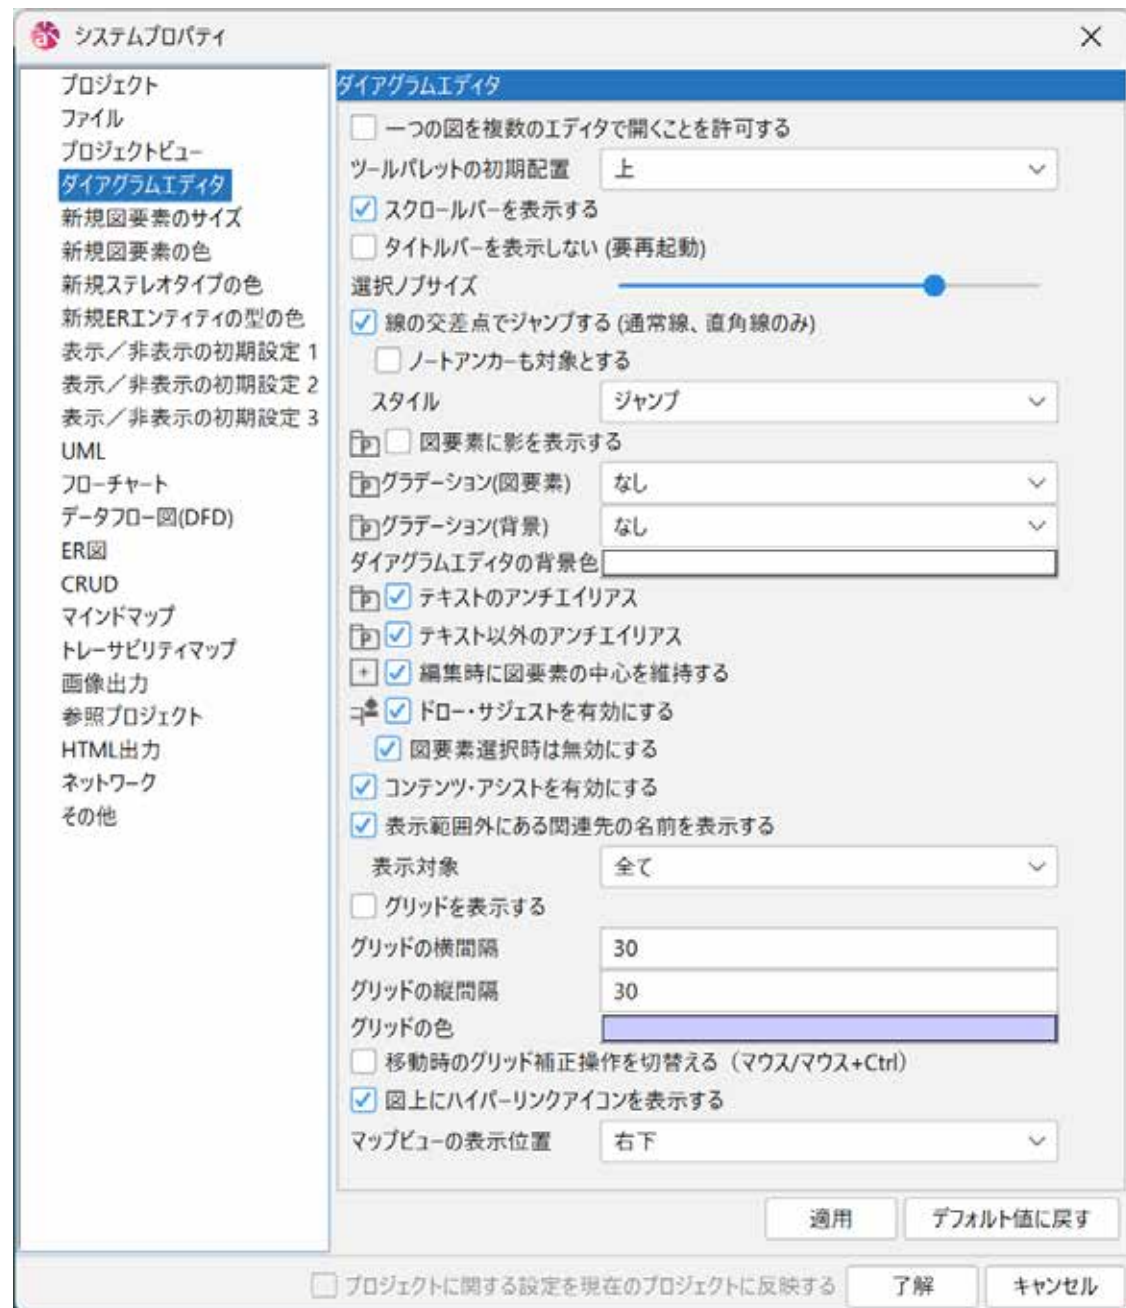 システムプロパティ
プロジェクト
ファイル
プロジェクトビュー
ダイアグラムエディタ
新規図要素のサイズ
新規図要素の色
新規ステレオタイプの色
新規ERエンティティの型の色
表示／非表示の初期設定 1
表示／非表示の初期設定 2
表示／非表示の初期設定 3
UML
フローチャート
データフロー図(DFD)
ER図
CRUD
マインドマップ
トレーサビリティマップ
画像出力
参照プロジェクト
HTML出力
ネットワーク
その他
ダイアグラムエディタ
一つの図を複数のエディタで開くことを許可する
ツールパレットの初期配置 上
スクロールバーを表示する
タイトルバーを表示しない (要再起動)
選択ノブサイズ
線の交差点でジャンプする (通常線、直角線のみ)
ノートアンカーも対象とする
スタイル ジャンプ
P 図要素に影を表示する
P グラデーション(図要素) なし
P グラデーション(背景) なし
ダイアグラムエディタの背景色
P テキストのアンチエイリアス
P テキスト以外のアンチエイリアス
編集時に図要素の中心を維持する
ドロー・サジェストを有効にする
図要素選択時は無効にする
コンテンツ・アシストを有効にする
表示範囲外にある関連先の名前を表示する
表示対象 全て
グリッドを表示する
グリッドの横間隔 30
グリッドの縦間隔 30
グリッドの色
移動時のグリッド補正操作を切替える（マウス/マウス+Ctrl）
図上にハイパーリンクアイコンを表示する
マップビューの表示位置 右下
適用 デフォルト値に戻す
プロジェクトに関する設定を現在のプロジェクトに反映する 了解 キャンセル